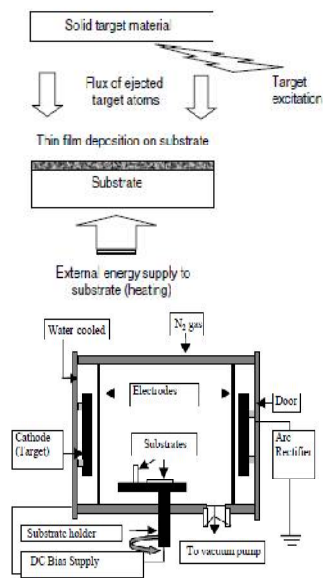 Solid target material
Flux of ejected
target atoms
Target
excitation
Thin film deposition on substrate
Substrate
External energy supply to
substrate (heating)
Water cooled
N₂ gas
Electrodes
Door
Cathode
(Target)
Substrates
Arc
Rectifier
Substrate holder
DC Bias Supply
To vacuum pump